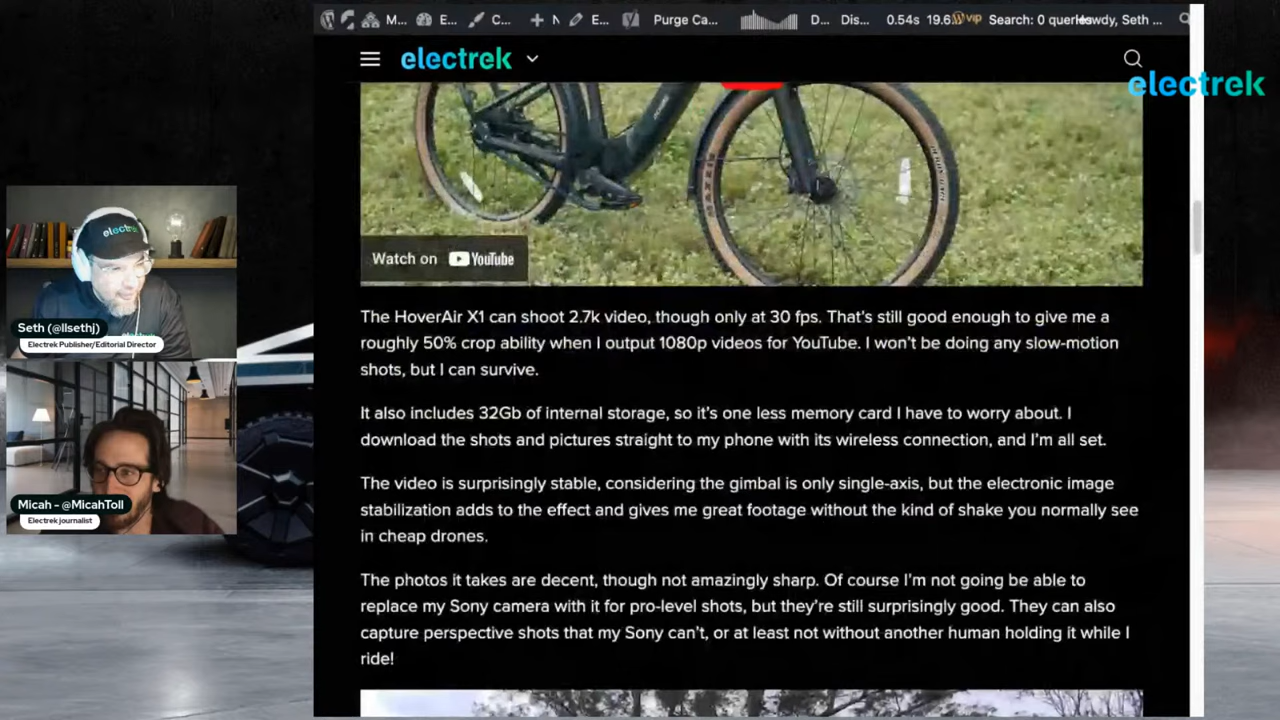 M...
E...
C...
N
E...
Purge Ca...
D...
Dis...
0.54s
19.6
vip
Search: 0 queries
Howdy, Seth ...
electrek
electrek
Watch on YouTube
electrek
Seth (@llsethj)
Electrek Publisher/Editorial Director
Micah - @MicahToll
Electrek journalist
The HoverAir X1 can shoot 2.7k video, though only at 30 fps. That's still good enough to give me a
roughly 50% crop ability when I output 1080p videos for YouTube. I won't be doing any slow-motion
shots, but I can survive.
It also includes 32Gb of internal storage, so it's one less memory card I have to worry about. I
download the shots and pictures straight to my phone with its wireless connection, and I'm all set.
The video is surprisingly stable, considering the gimbal is only single-axis, but the electronic image
stabilization adds to the effect and gives me great footage without the kind of shake you normally see
in cheap drones.
The photos it takes are decent, though not amazingly sharp. Of course I'm not going be able to
replace my Sony camera with it for pro-level shots, but they're still surprisingly good. They can also
capture perspective shots that my Sony can't, or at least not without another human holding it while I
ride!